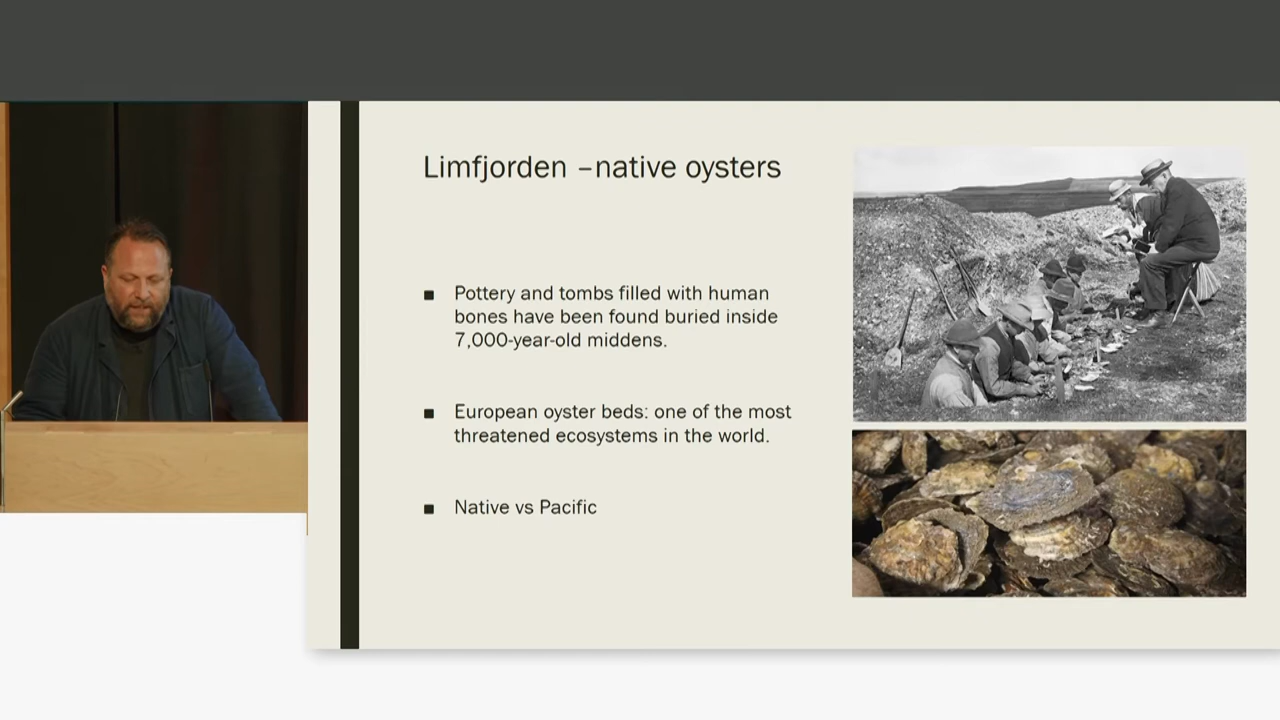 Limfjorden –native oysters
■ Pottery and tombs filled with human
bones have been found buried inside
7,000-year-old middens.
■ European oyster beds: one of the most
threatened ecosystems in the world.
■ Native vs Pacific